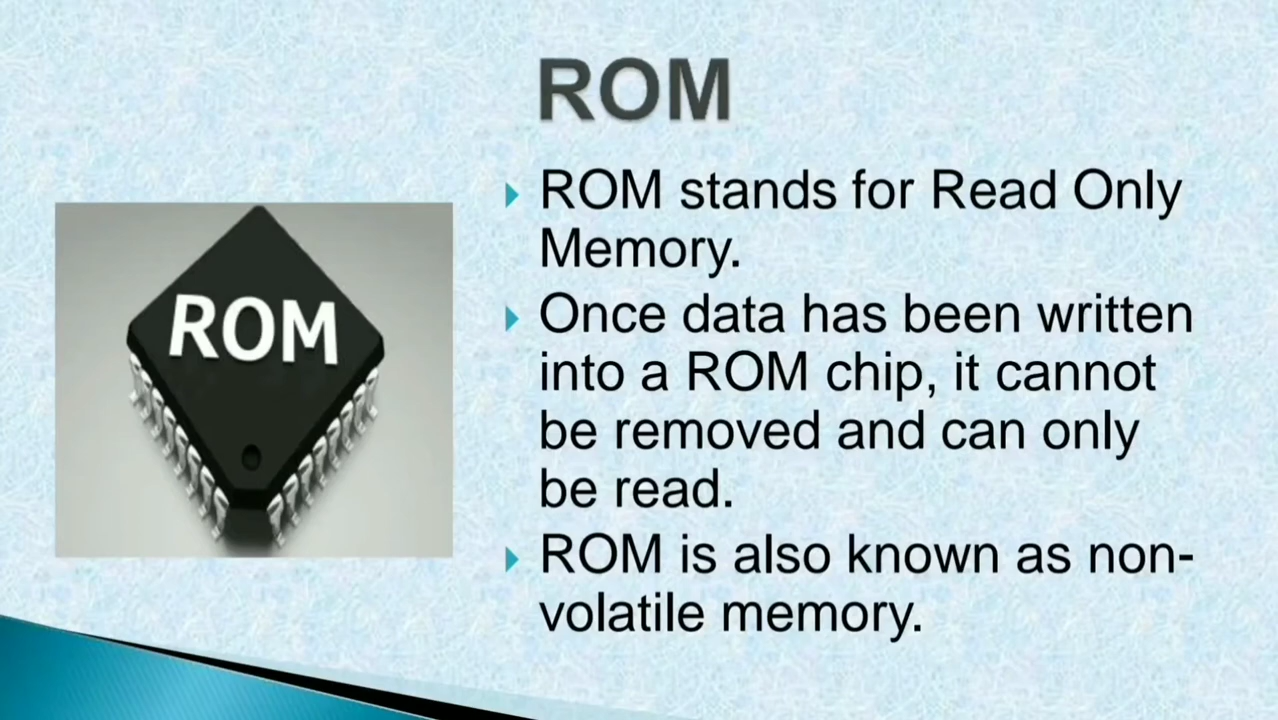 ROM
ROM
ROM stands for Read Only
Memory.
Once data has been written
into a ROM chip, it cannot
be removed and can only
be read.
ROM is also known as non-
volatile memory.